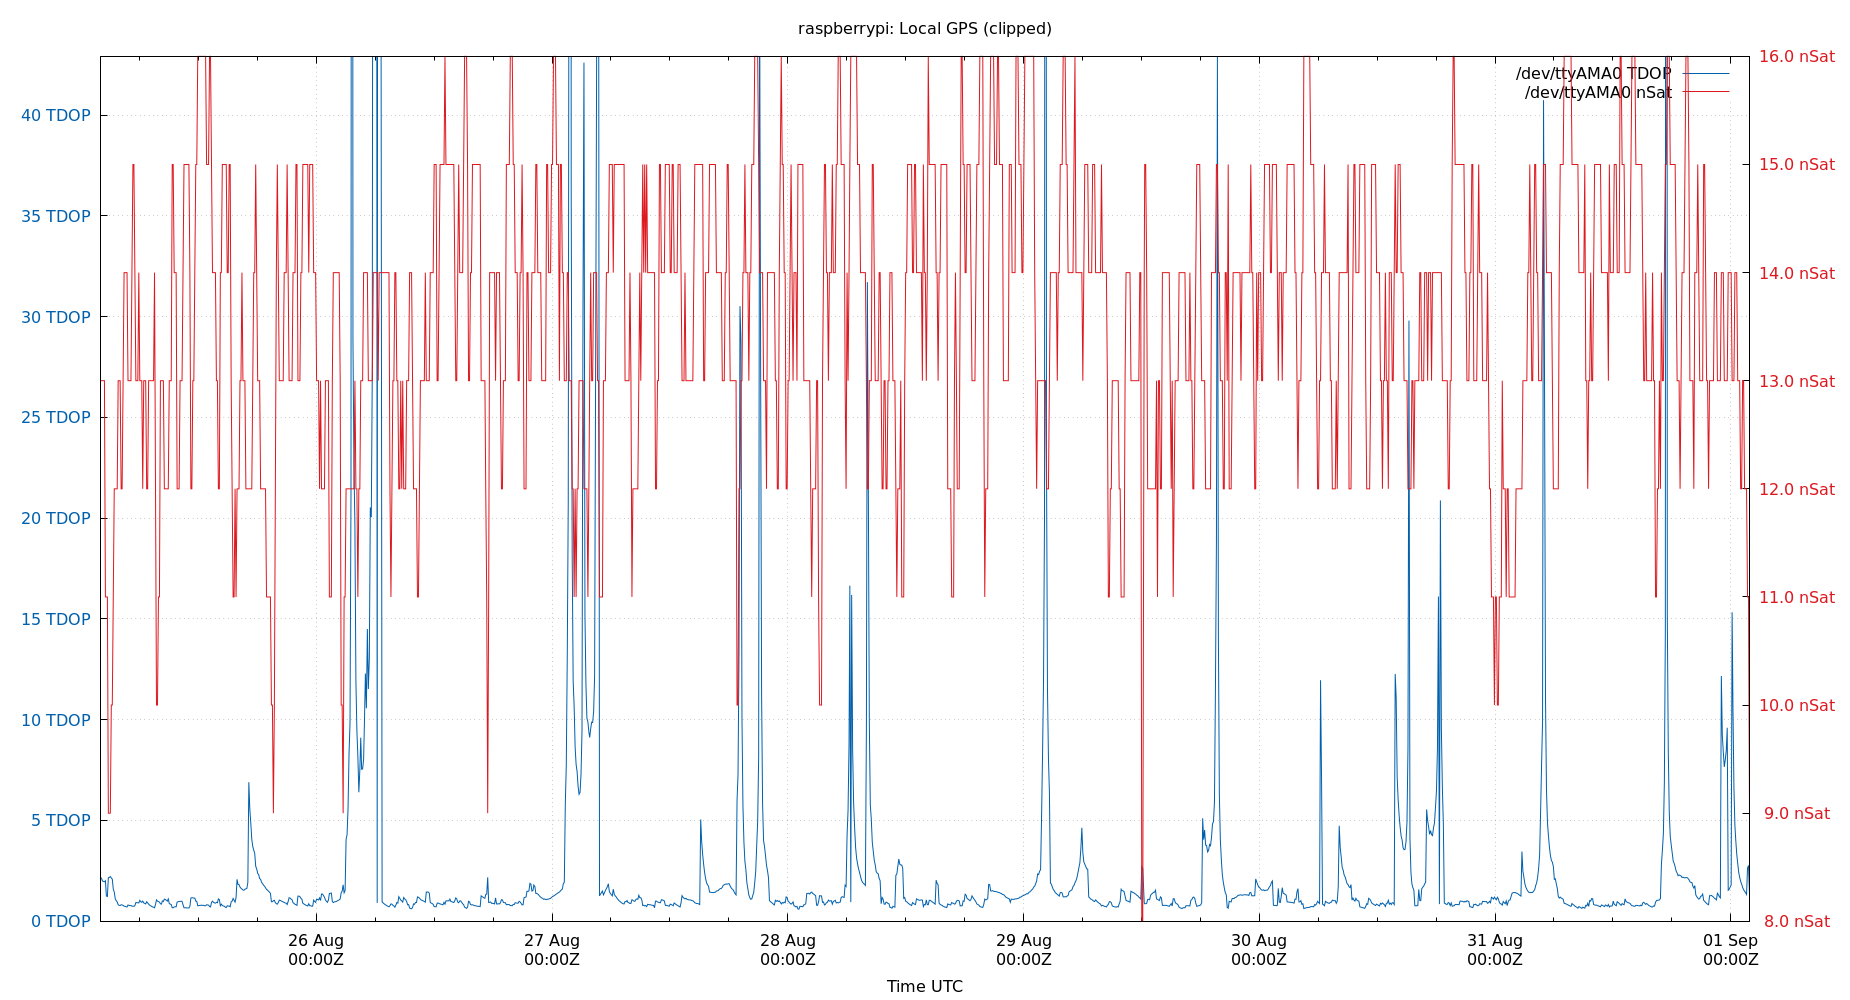 raspberrypi: Local GPS (clipped)
/dev/ttyAMA0 TDOP
/dev/ttyAMA0 nSat
40 TDOP
35 TDOP
30 TDOP
25 TDOP
20 TDOP
15 TDOP
10 TDOP
5 TDOP
0 TDOP
16.0 nSat
15.0 nSat
14.0 nSat
13.0 nSat
12.0 nSat
11.0 nSat
10.0 nSat
9.0 nSat
8.0 nSat
26 Aug 27 Aug 28 Aug 29 Aug 30 Aug 31 Aug 01 Sep
00:00Z 00:00Z 00:00Z 00:00Z 00:00Z 00:00Z 00:00Z
Time UTC